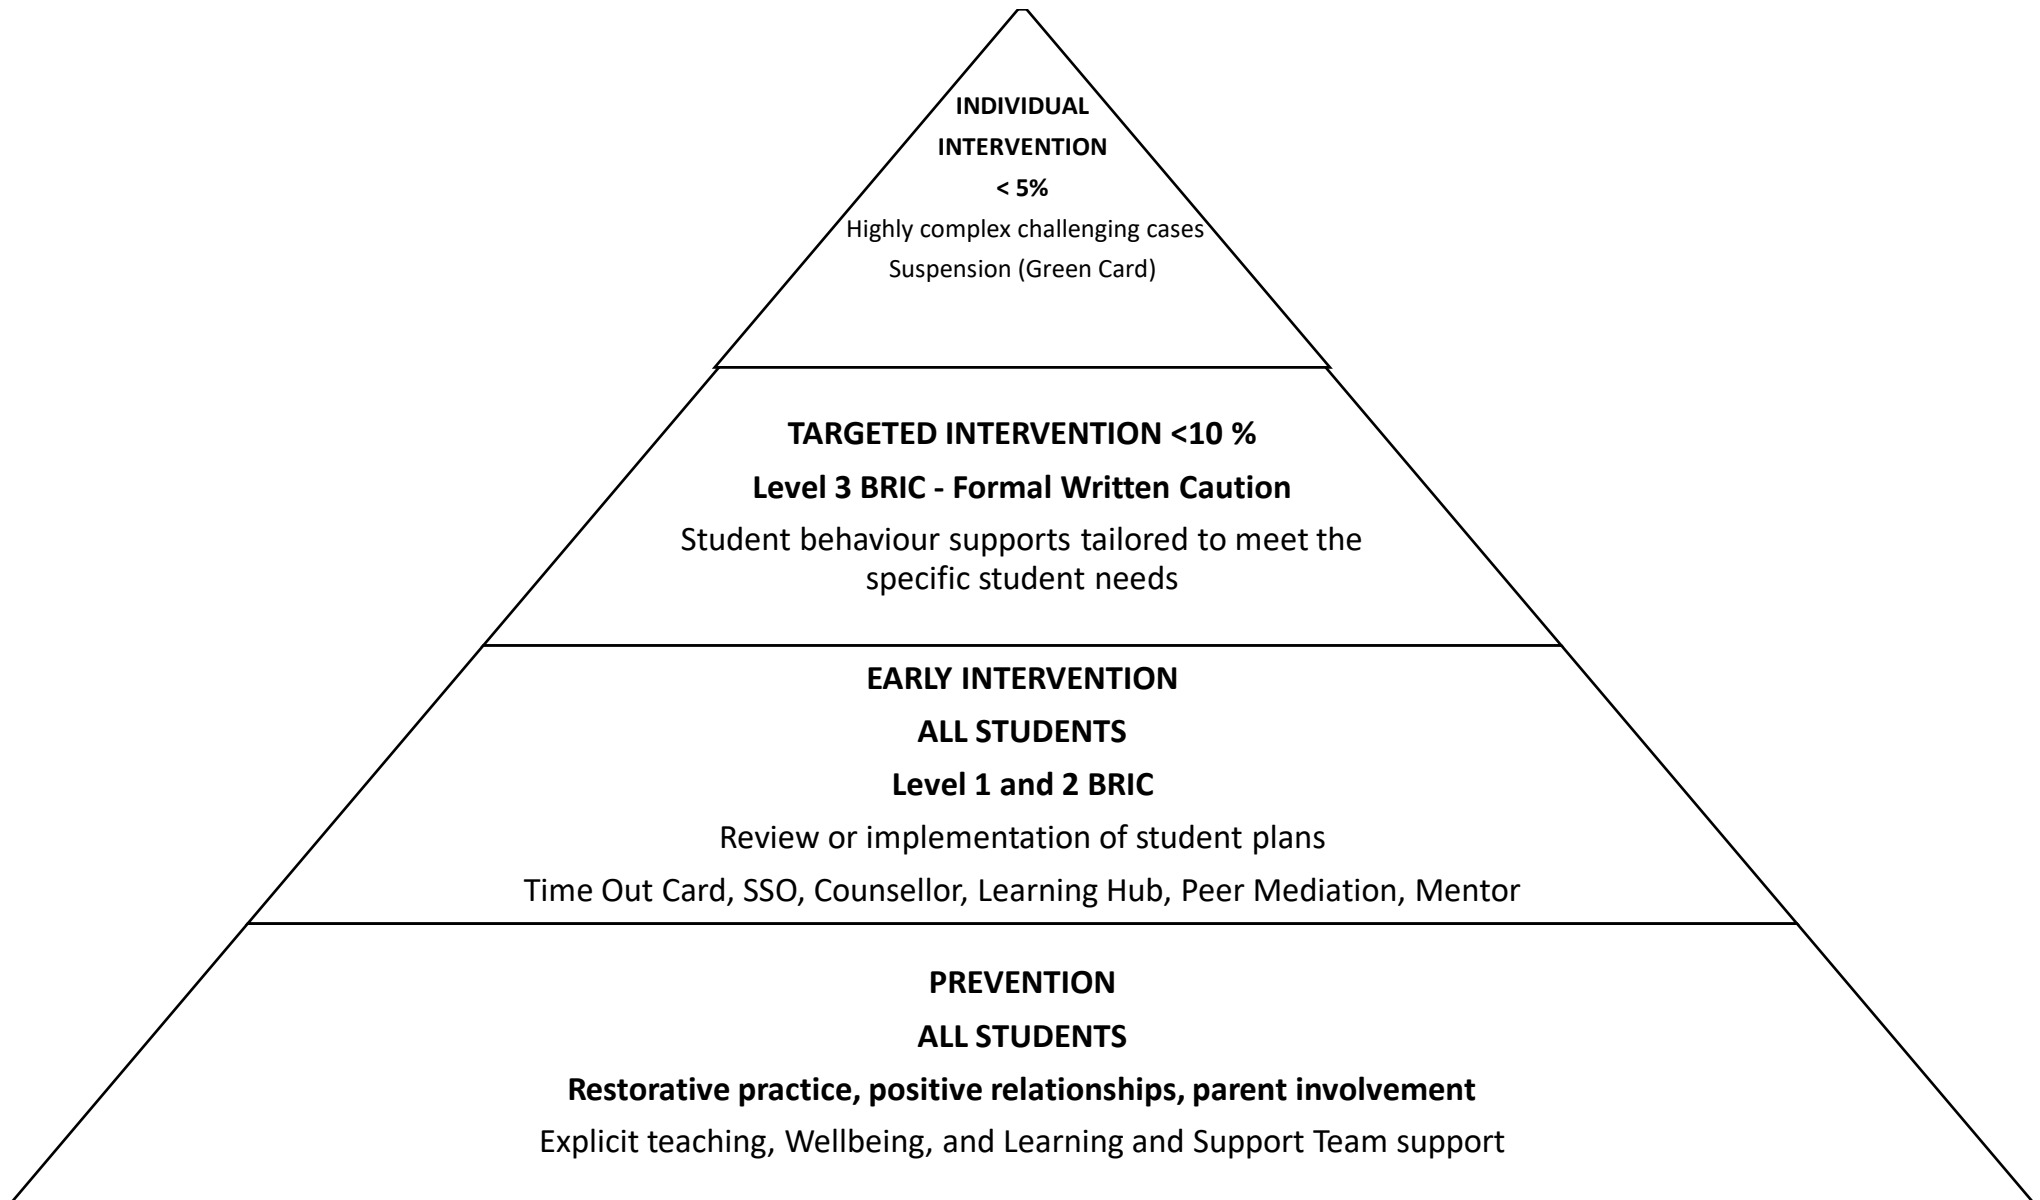 INDIVIDUAL
INTERVENTION
< 5%
Highly complex challenging cases
Suspension (Green Card)
TARGETED INTERVENTION <10 %
Level 3 BRIC - Formal Written Caution
Student behaviour supports tailored to meet the
specific student needs
EARLY INTERVENTION
ALL STUDENTS
Level 1 and 2 BRIC
Review or implementation of student plans
Time Out Card, SSO, Counsellor, Learning Hub, Peer Mediation, Mentor
PREVENTION
ALL STUDENTS
Restorative practice, positive relationships, parent involvement
Explicit teaching, Wellbeing, and Learning and Support Team support